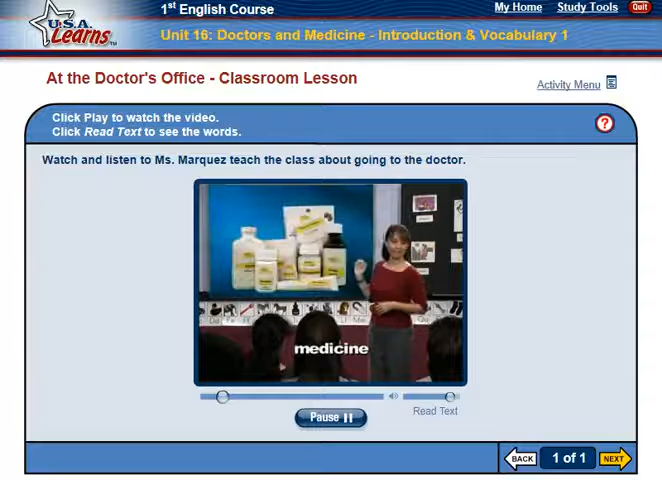 U.S.A.
Learns™
1st English Course
My Home
Study Tools
Quit
Unit 16: Doctors and Medicine - Introduction & Vocabulary 1
At the Doctor's Office - Classroom Lesson
Activity Menu
Click Play to watch the video.
Click Read Text to see the words.
?
Watch and listen to Ms. Marquez teach the class about going to the doctor.
medicine
Pause
Read Text
BACK
1 of 1
NEXT